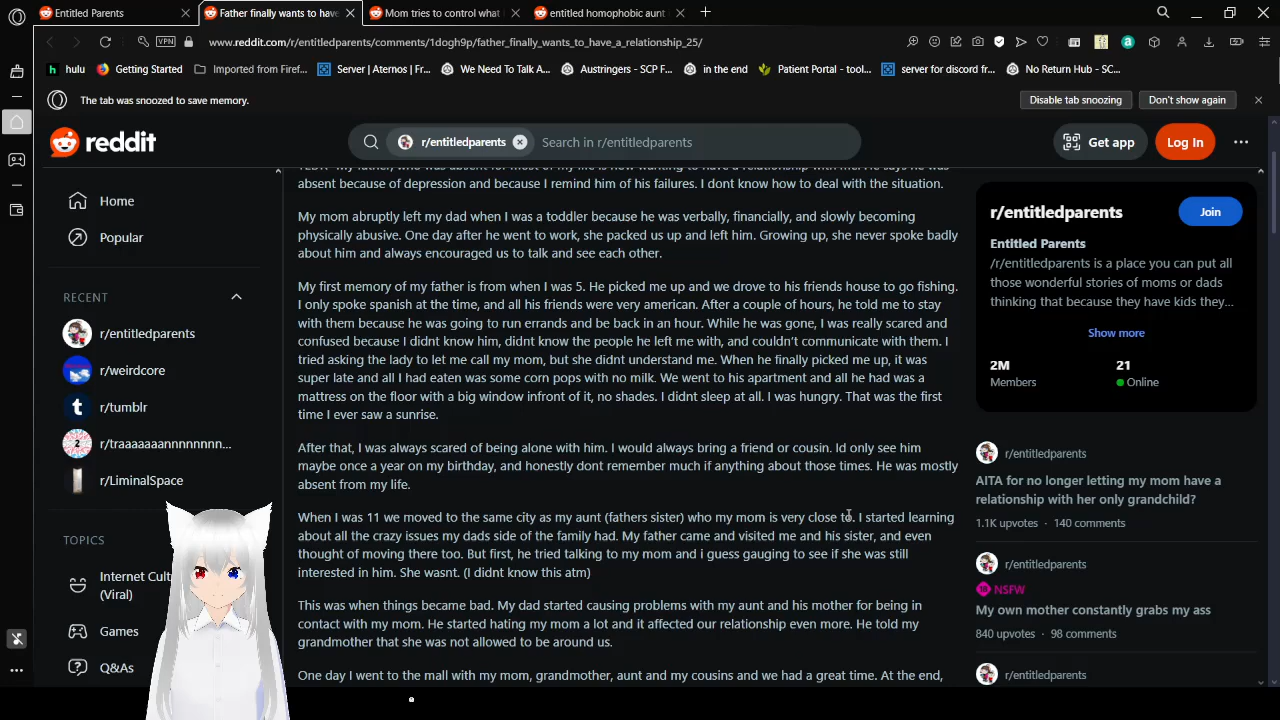 Entitled Parents
Father finally wants to have
Mom tries to control what
entitled homophobic aunt
VPN
www.reddit.com/r/entitledparents/comments/1dogh9p/father_finally_wants_to_have_a_relationship_25/
hulu
Getting Started
Imported from Firef...
Server | Aternos | Fr...
We Need To Talk A...
Austringers - SCP F...
in the end
Patient Portal - tool...
server for discord fr...
No Return Hub - SC...
The tab was snoozed to save memory.
Disable tab snoozing
Don't show again
reddit
r/entitledparents
Search in r/entitledparents
Get app
Log In
Home
Popular
RECENT
r/entitledparents
r/weirdcore
r/tumblr
r/traaaaaaannnnnnnn...
r/LiminalSpace
TOPICS
Internet Cult
(Viral)
Games
Q&As
absent because of depression and because I remind him of his failures. I dont know how to deal with the situation.
My mom abruptly left my dad when I was a toddler because he was verbally, financially, and slowly becoming
physically abusive. One day after he went to work, she packed us up and left him. Growing up, she never spoke badly
about him and always encouraged us to talk and see each other.
My first memory of my father is from when I was 5. He picked me up and we drove to his friends house to go fishing.
I only spoke spanish at the time, and all his friends were very american. After a couple of hours, he told me to stay
with them because he was going to run errands and be back in an hour. While he was gone, I was really scared and
confused because I didnt know him, didnt know the people he left me with, and couldn't communicate with them. I
tried asking the lady to let me call my mom, but she didnt understand me. When he finally picked me up, it was
super late and all I had eaten was some corn pops with no milk. We went to his apartment and all he had was a
mattress on the floor with a big window infront of it, no shades. I didnt sleep at all. I was hungry. That was the first
time I ever saw a sunrise.
After that, I was always scared of being alone with him. I would always bring a friend or cousin. Id only see him
maybe once a year on my birthday, and honestly dont remember much if anything about those times. He was mostly
absent from my life.
When I was 11 we moved to the same city as my aunt (fathers sister) who my mom is very close to. I started learning
about all the crazy issues my dads side of the family had. My father came and visited me and his sister, and even
thought of moving there too. But first, he tried talking to my mom and i guess gauging to see if she was still
interested in him. She wasnt. (I didnt know this atm)
This was when things became bad. My dad started causing problems with my aunt and his mother for being in
contact with my mom. He started hating my mom a lot and it affected our relationship even more. He told my
grandmother that she was not allowed to be around us.
One day I went to the mall with my mom, grandmother, aunt and my cousins and we had a great time. At the end,
r/entitledparents
Join
Entitled Parents
/r/entitledparents is a place you can put all
those wonderful stories of moms or dads
thinking that because they have kids they...
Show more
2M
21
Members
Online
r/entitledparents
AITA for no longer letting my mom have a
relationship with her only grandchild?
1.1K upvotes · 140 comments
r/entitledparents
NSFW
My own mother constantly grabs my ass
840 upvotes · 98 comments
r/entitledparents